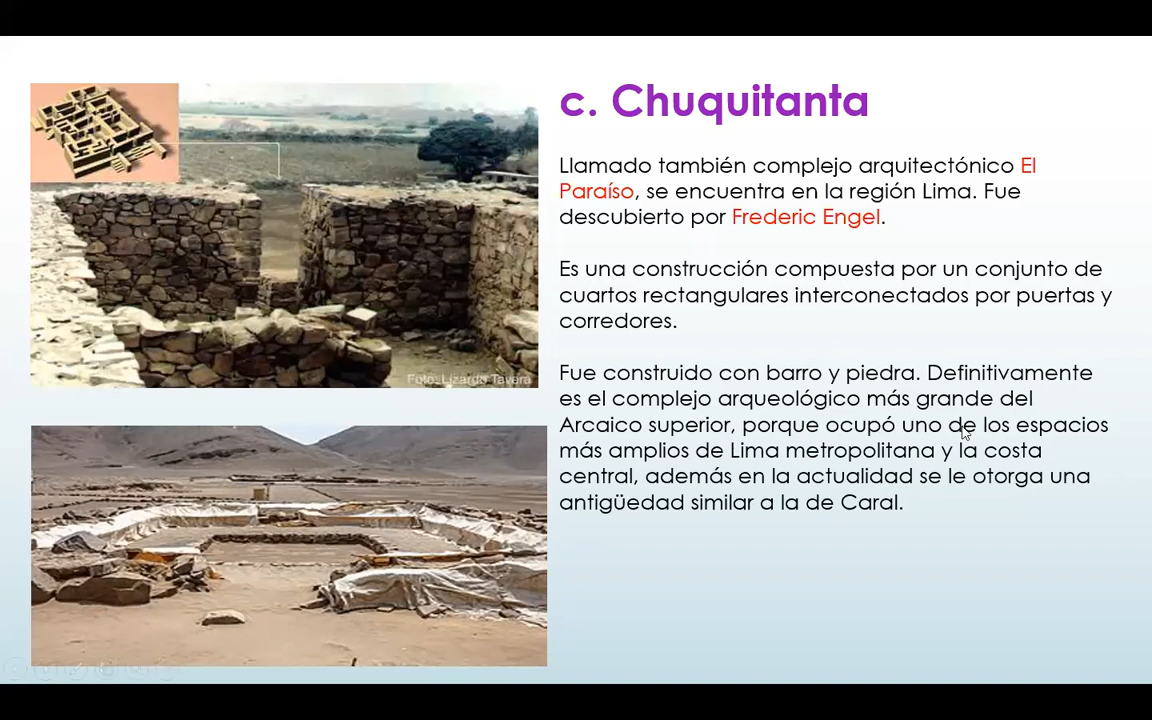 c. Chuquitanta
Llamado también complejo arquitectónico El
Paraíso, se encuentra en la región Lima. Fue
descubierto por Frederic Engel.
Es una construcción compuesta por un conjunto de
cuartos rectangulares interconectados por puertas y
corredores.
Fue construido con barro y piedra. Definitivamente
es el complejo arqueológico más grande del
Arcaico superior, porque ocupó uno de los espacios
más amplios de Lima metropolitana y la costa
central, además en la actualidad se le otorga una
antigüedad similar a la de Caral.
Foto: Lizardo Tavera